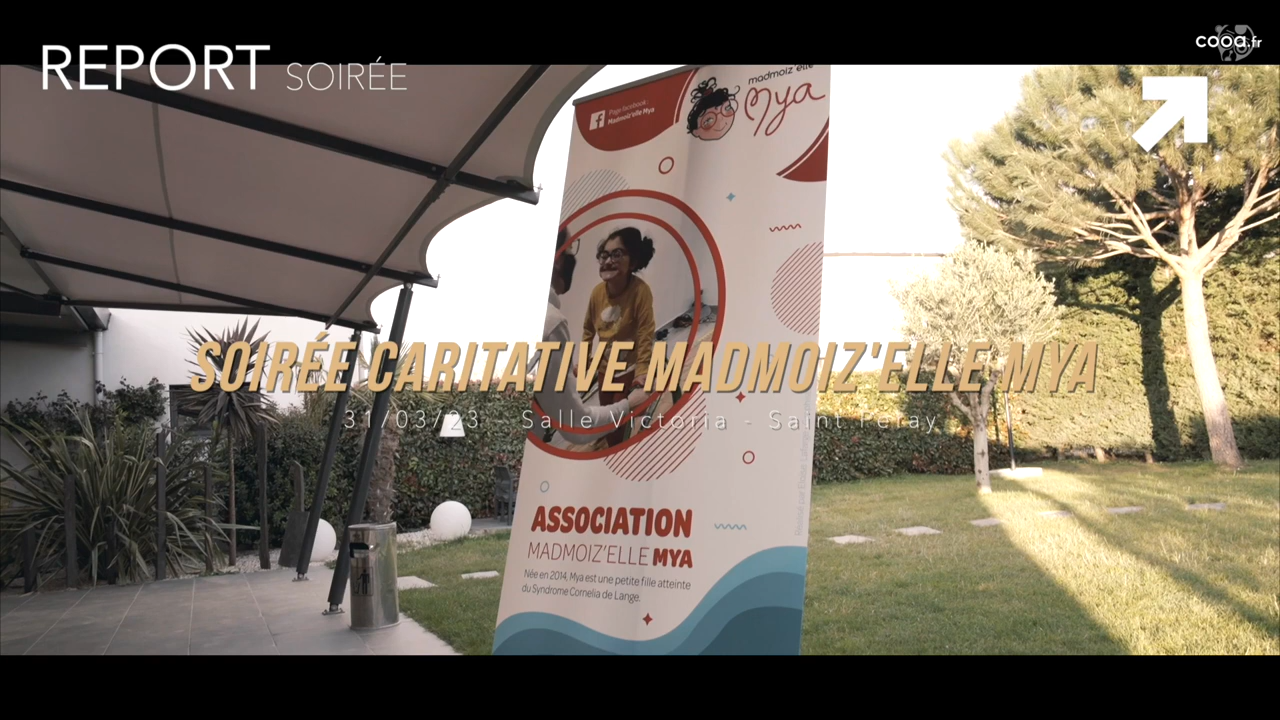 REPORT SOIRÉE
cooa.fr
Page facebook :
Madmoiz'elle Mya
madmoiz'elle
Mya
SOIRÉE CARITATIVE MADMOIZ'ELLE MYA
31/03/23 - Salle Victoria - Saint Péray
ASSOCIATION
MADMOIZ'ELLE MYA
Née en 2014, Mya est une petite fille atteinte
du Syndrome Cornelia de Lange.